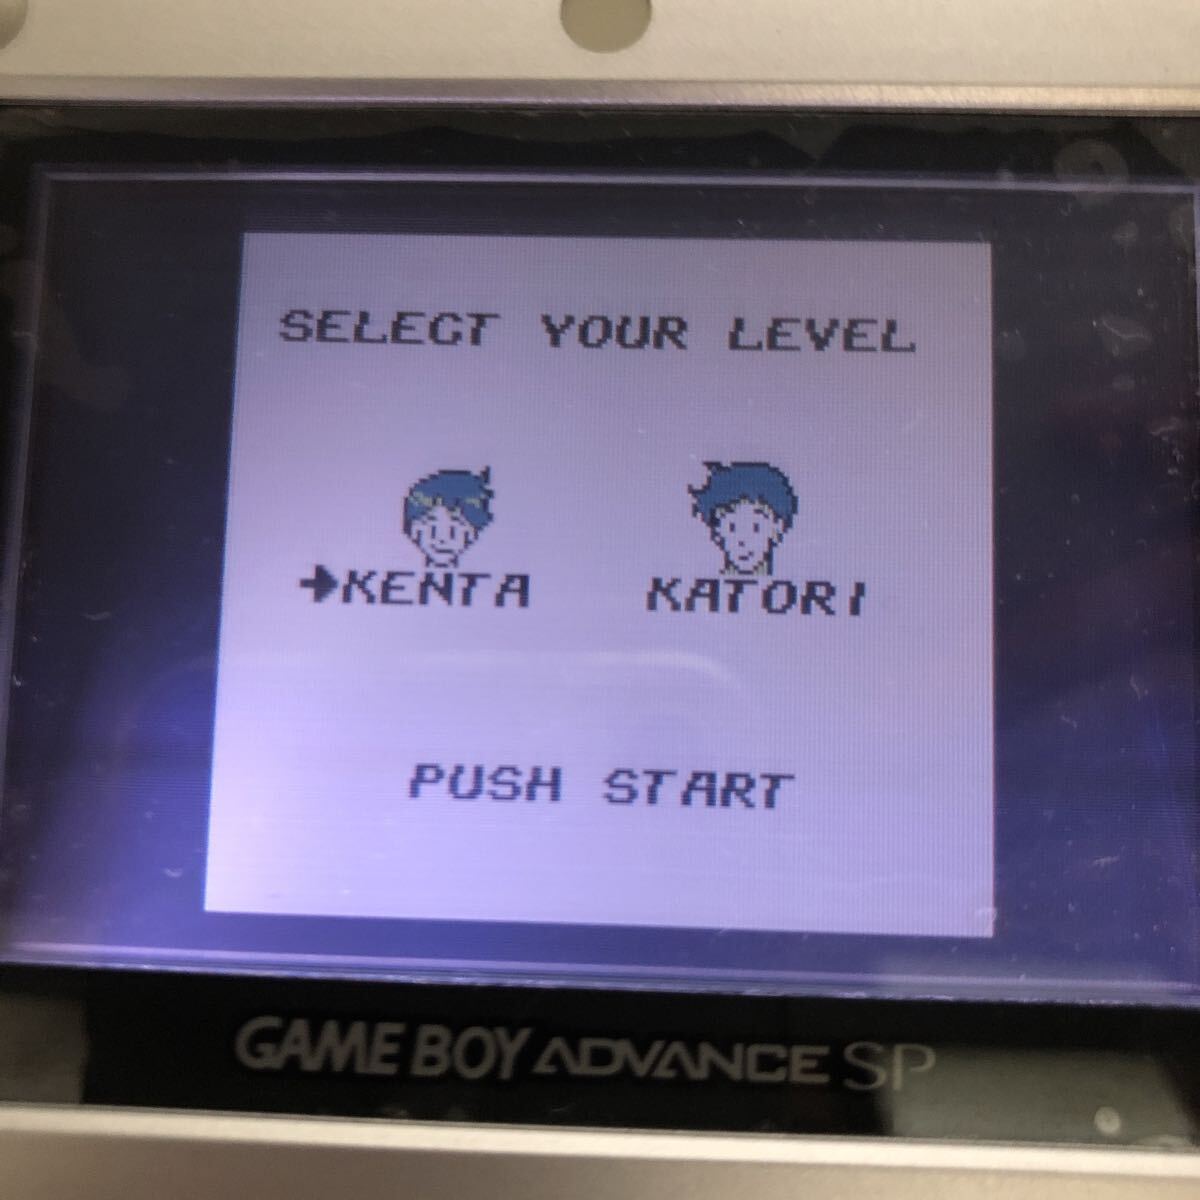 SELECT YOUR LEVEL
→KENTA KATORI
PUSH START
GAME BOY ADVANCE SP